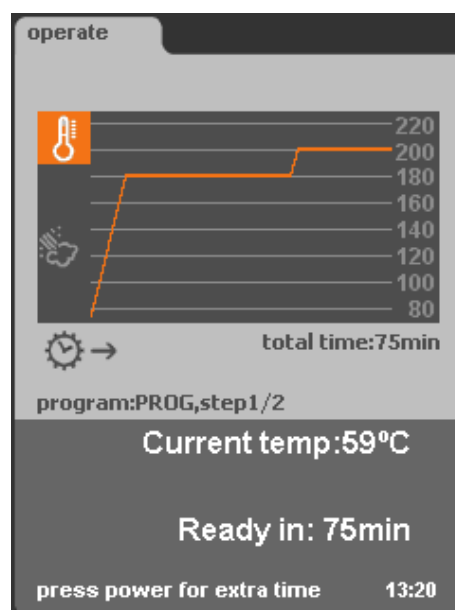 operate
220
200
180
160
140
120
100
80
total time:75min
program:PROG,step1/2
Current temp:59ºC
Ready in: 75min
press power for extra time 13:20